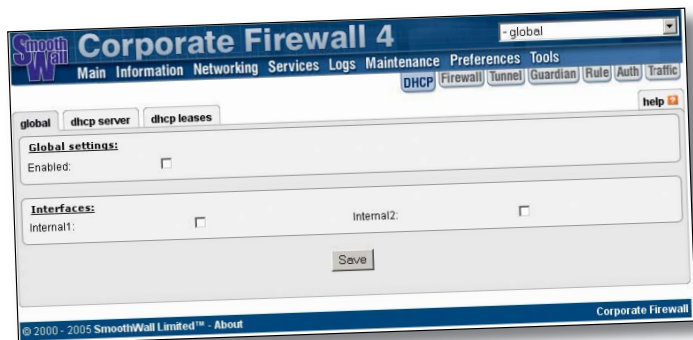 Smooth
Wall
Corporate Firewall 4
- global
Main Information Networking Services Logs Maintenance Preferences Tools
DHCP Firewall Tunnel Guardian Rule Auth Traffic
global dhcp server dhcp leases help ?
Global settings:
Enabled:
Interfaces:
Internal1: Internal2:
Save
© 2000 - 2005 SmoothWall Limited™ - About Corporate Firewall